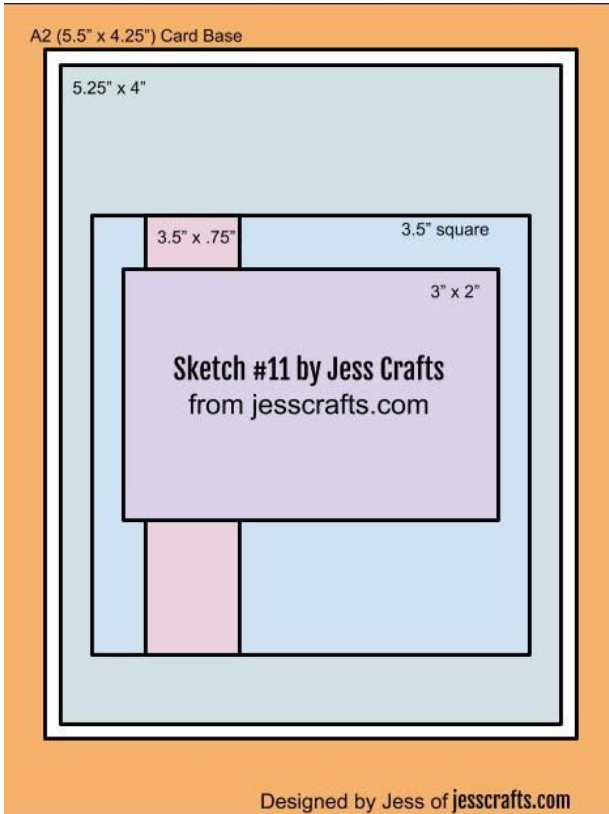 A2 (5.5” x 4.25”) Card Base
5.25” x 4”
3.5” x .75”
3.5” square
3” x 2”
Sketch #11 by Jess Crafts
from jesscrafts.com
Designed by Jess of jesscrafts.com